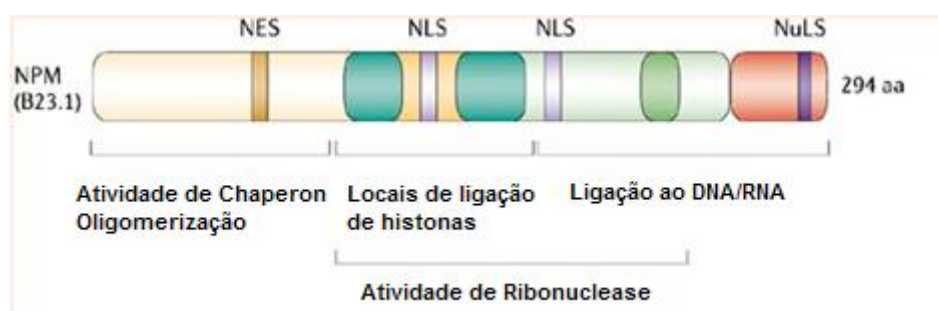 NES NLS NLS NuLS
NPM
(B23.1)
294 aa
Atividade de Chaperon
Oligomerização
Locais de ligação
de histonas
Ligação ao DNA/RNA
Atividade de Ribonuclease